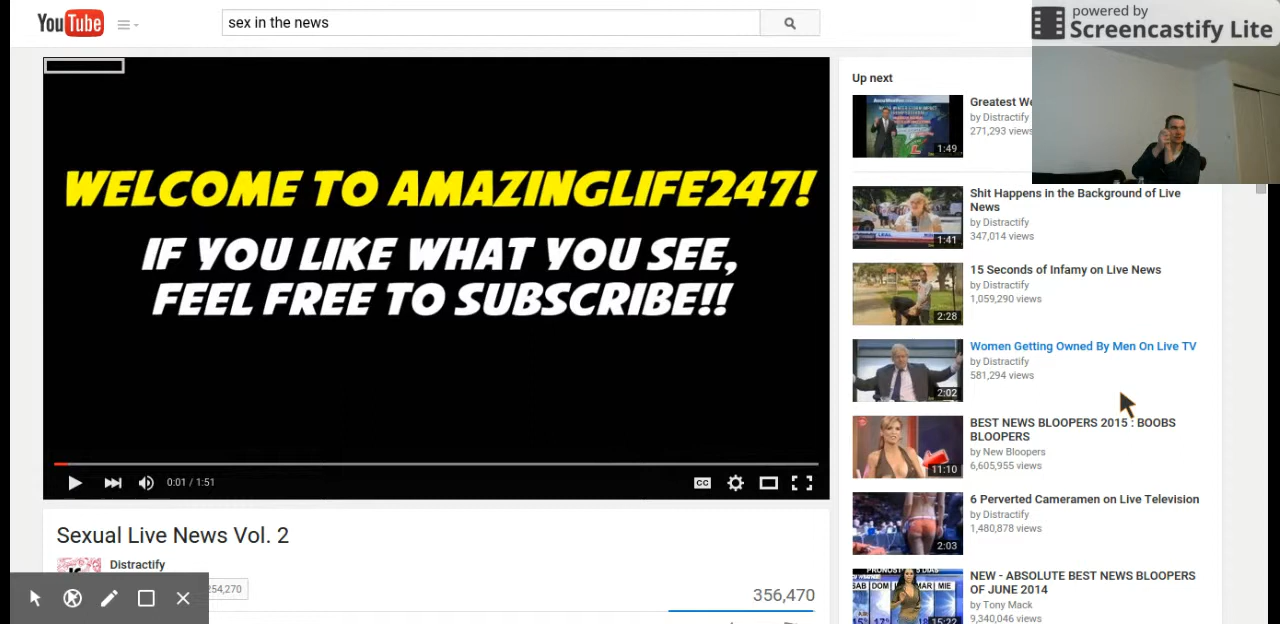 YouTube
sex in the news
powered by
Screencastify Lite
WELCOME TO AMAZINGLIFE247!
IF YOU LIKE WHAT YOU SEE,
FEEL FREE TO SUBSCRIBE!!
0:01 / 1:51
CC
Sexual Live News Vol. 2
Distractify
254,270
356,470
Up next
1:49
Greatest We
by Distractify
271,293 views
1:41
Shit Happens in the Background of Live
News
by Distractify
347,014 views
2:28
15 Seconds of Infamy on Live News
by Distractify
1,059,290 views
2:02
Women Getting Owned By Men On Live TV
by Distractify
581,294 views
11:10
BEST NEWS BLOOPERS 2015 : BOOBS
BLOOPERS
by New Bloopers
6,605,955 views
2:03
6 Perverted Cameramen on Live Television
by Distractify
1,480,878 views
SAB DOM MAR MIE
15:22
NEW - ABSOLUTE BEST NEWS BLOOPERS
OF JUNE 2014
by Tony Mack
9,340,046 views